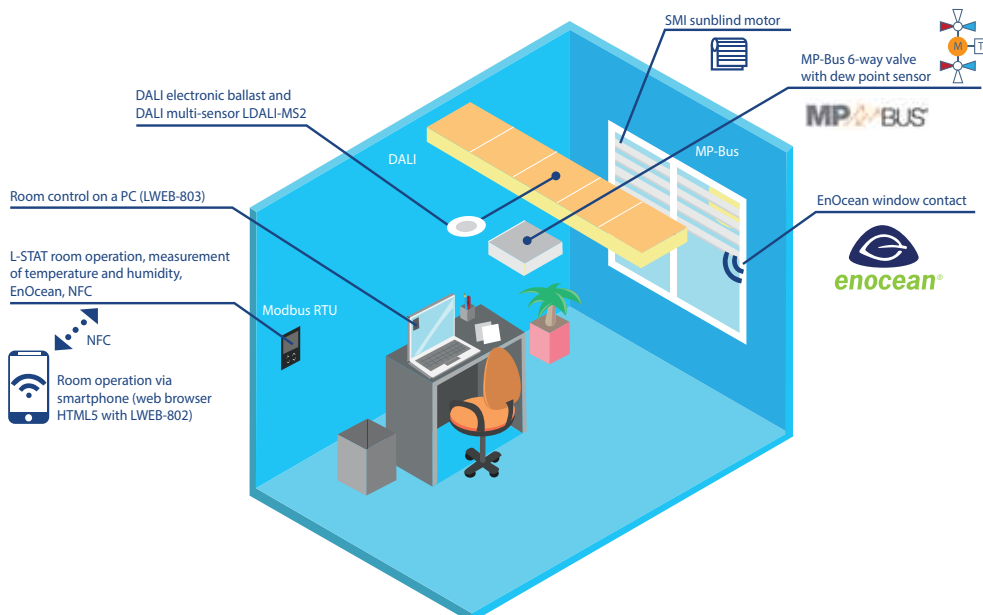 SMI sunblind motor
MP-Bus 6-way valve
with dew point sensor
M
T
MP BUS
DALI electronic ballast and
DALI multi-sensor LDALI-MS2
DALI
MP-Bus
Room control on a PC (LWEB-803)
EnOcean window contact
enocean®
L-STAT room operation, measurement
of temperature and humidity,
EnOcean, NFC
Modbus RTU
NFC
Room operation via
smartphone (web browser
HTML5 with LWEB-802)